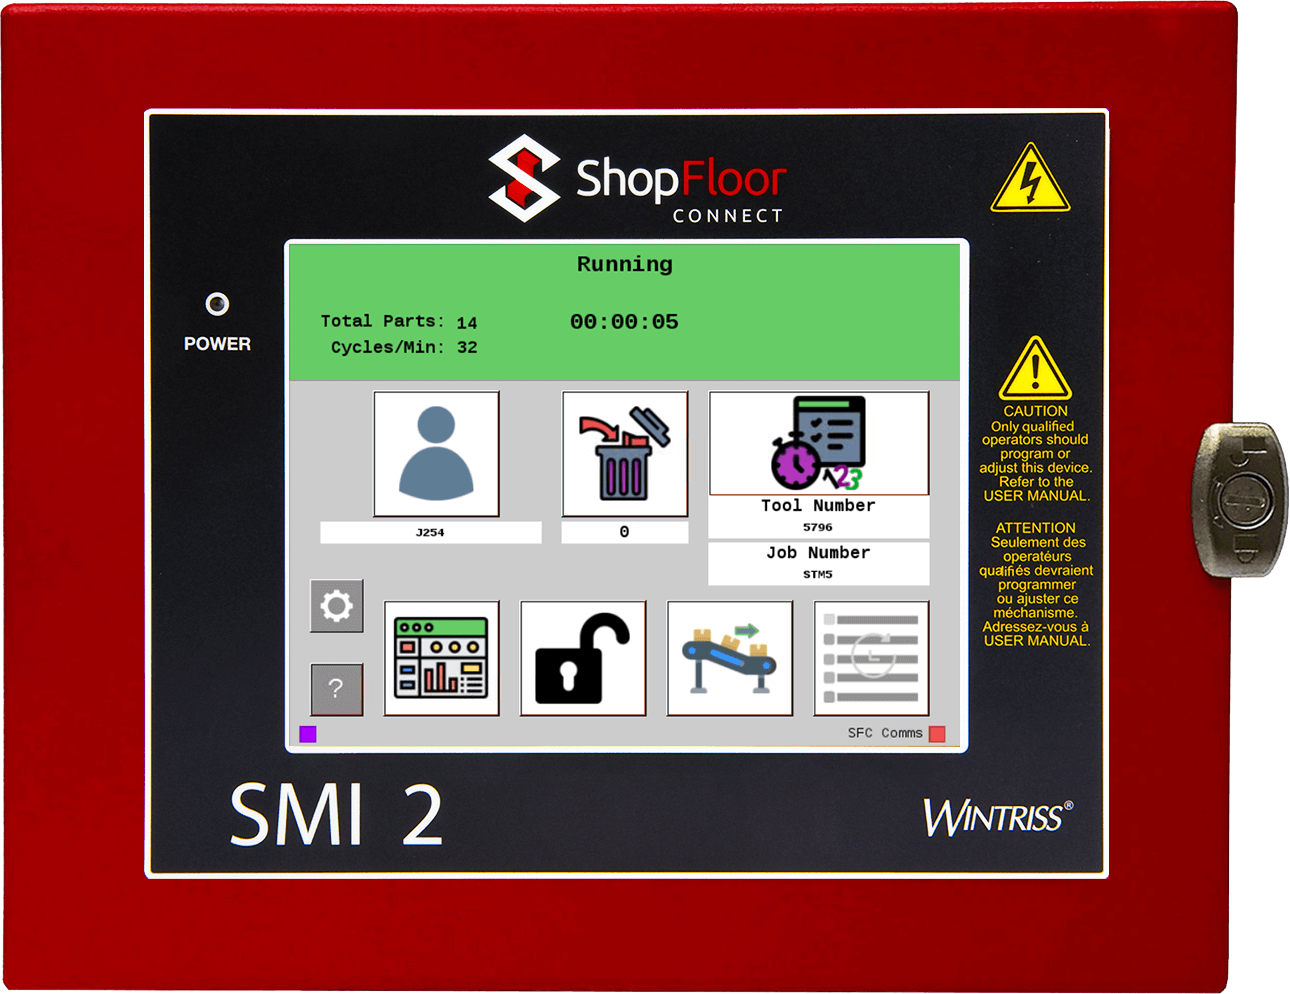 ShopFloor
CONNECT
Running
Total Parts: 14
00:00:05
Cycles/Min: 32
POWER
J254
0
Tool Number
5796
Job Number
STM5
?
SFC Comms
CAUTION
Only qualified
operators should
program or
adjust this device.
Refer to the
USER MANUAL.
ATTENTION
Seulement des
operatéurs
qualifiés devraient
programmer
ou ajuster ce
méchanisme.
Adressez-vous à
USER MANUAL.
SMI 2
WINTRISS®
123